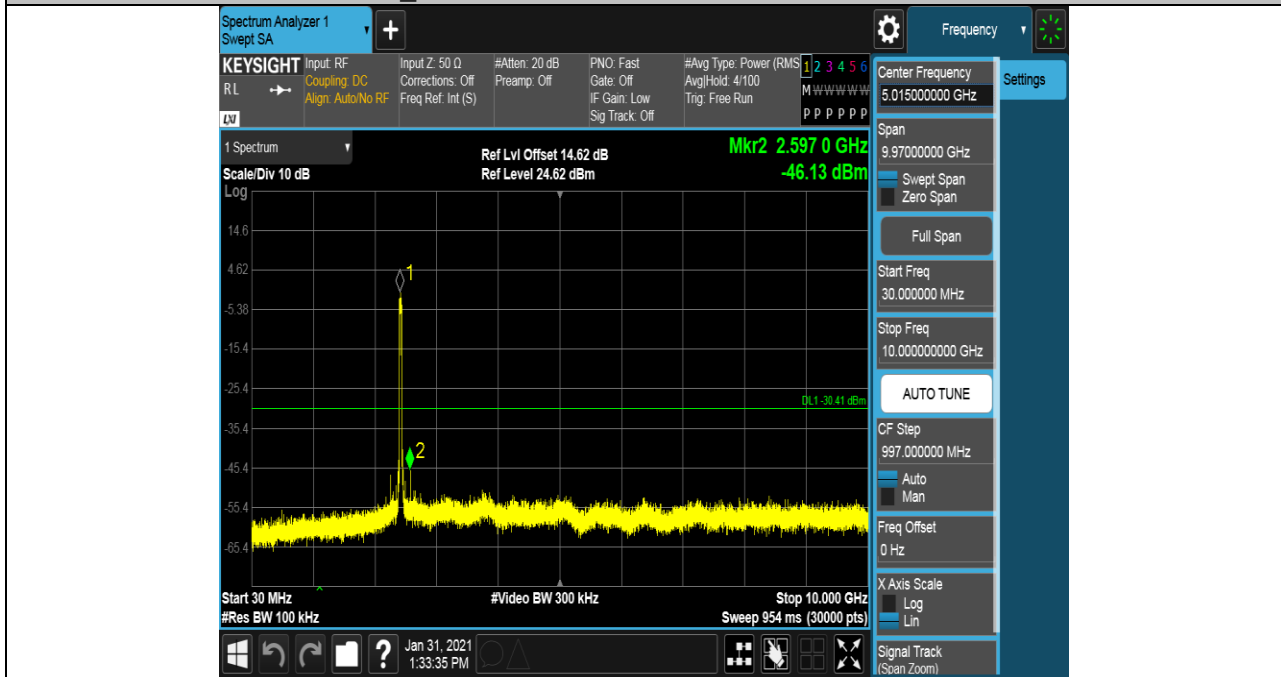 Spectrum Analyzer 1
Swept SA
+
Frequency
KEYSIGHT
RL
LXI
Input: RF
Coupling: DC
Align: Auto/No RF
Input Z: 50 Ω
Corrections: Off
Freq Ref: Int (S)
#Atten: 20 dB
Preamp: Off
PNO: Fast
Gate: Off
IF Gain: Low
Sig Track: Off
#Avg Type: Power (RMS
Avg|Hold: 4/100
Trig: Free Run
1 2 3 4 5 6
M W W W W W
P P P P P P
1 Spectrum
Scale/Div 10 dB
Log
Ref Lvl Offset 14.62 dB
Ref Level 24.62 dBm
Mkr2 2.597 0 GHz
-46.13 dBm
14.6
4.62
-5.38
-15.4
-25.4
-35.4
-45.4
-55.4
-65.4
1
2
DL1 -30.41 dBm
Start 30 MHz
#Res BW 100 kHz
#Video BW 300 kHz
Stop 10.000 GHz
Sweep 954 ms (30000 pts)
?
Jan 31, 2021
1:33:35 PM
Center Frequency
5.015000000 GHz
Span
9.97000000 GHz
Swept Span
Zero Span
Full Span
Start Freq
30.000000 MHz
Stop Freq
10.000000000 GHz
AUTO TUNE
CF Step
997.000000 MHz
Auto
Man
Freq Offset
0 Hz
X Axis Scale
Log
Lin
Signal Track
(Span Zoom)
Settings